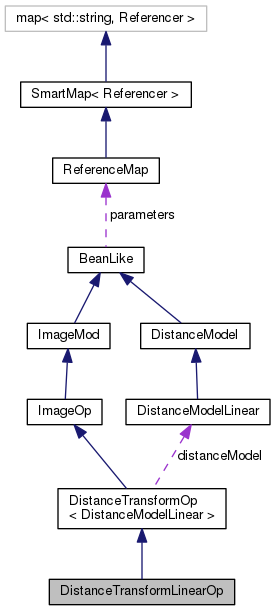 map< std::string, Referencer >
SmartMap< Referencer >
ReferenceMap
parameters
BeanLike
ImageMod
DistanceModel
ImageOp
DistanceModelLinear
distanceModel
DistanceTransformOp
< DistanceModelLinear >
DistanceTransformLinearOp